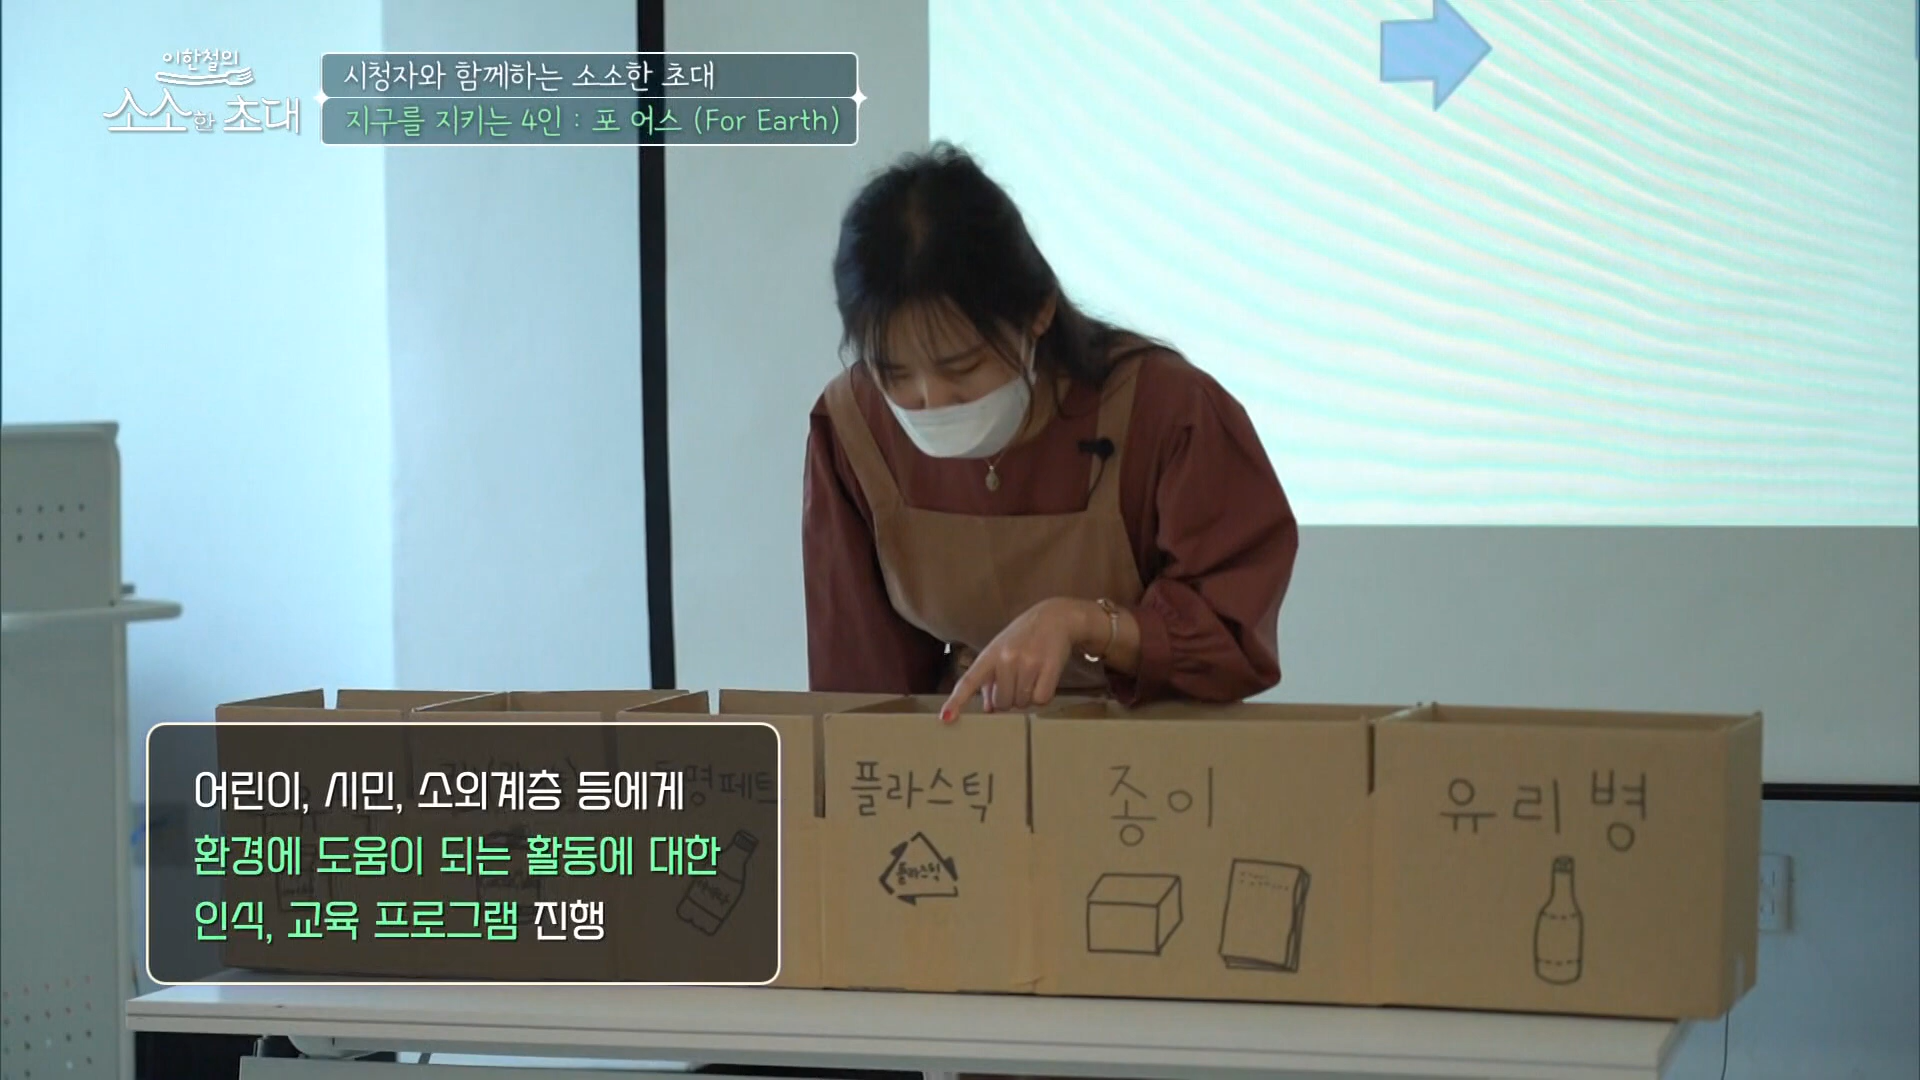 이한철의
소소한 초대
시청자와 함께하는 소소한 초대
지구를 지키는 4인 : 포 어스 (For Earth)
플라스틱
종이
유리병
플라스틱
어린이, 시민, 소외계층 등에게
환경에 도움이 되는 활동에 대한
인식, 교육 프로그램 진행